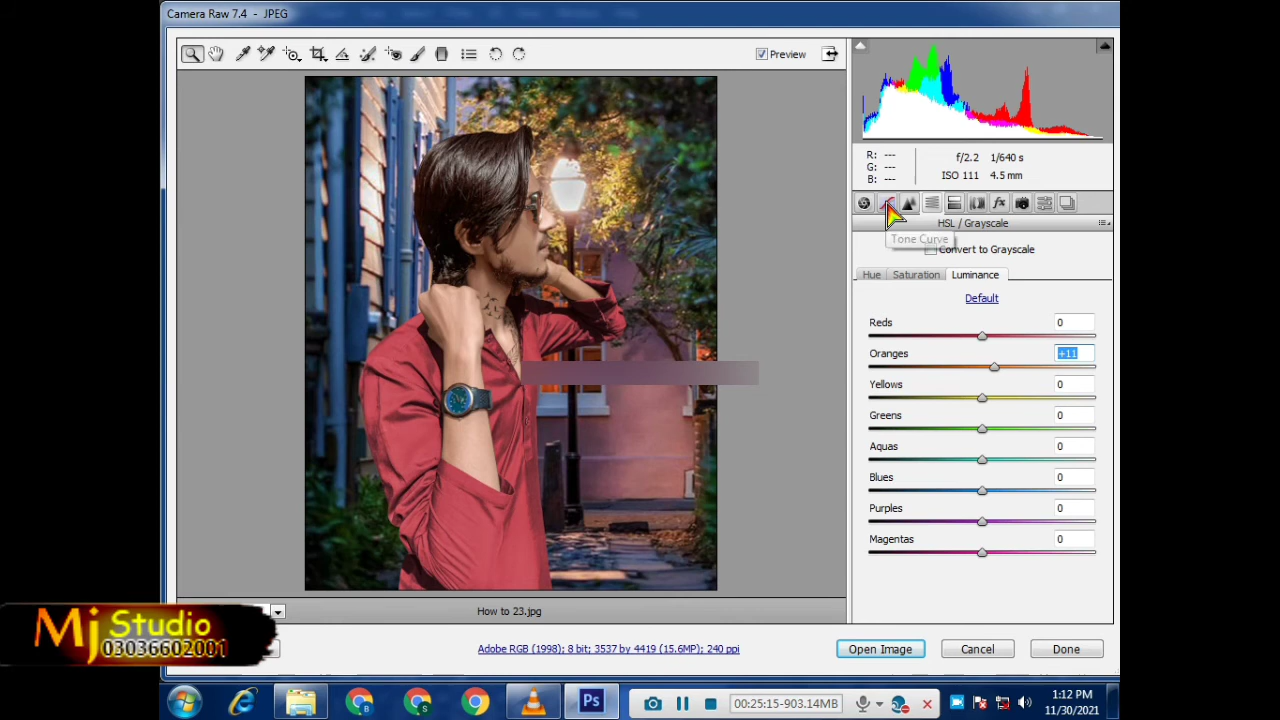 Camera Raw 7.4 - JPEG
Preview
R: ---
G: ---
B: ---
f/2.2 1/640 s
ISO 111 4.5 mm
fx
HSL / Grayscale
Tone Curve
Convert to Grayscale
Hue Saturation Luminance
Default
Reds 0
Oranges +11
Yellows 0
Greens 0
Aquas 0
Blues 0
Purples 0
Magentas 0
How to 23.jpg
Mj Studio
03036602001
Adobe RGB (1998); 8 bit; 3537 by 4419 (15.6MP); 240 ppi
Open Image Cancel Done
B S Ps
00:25:15-903.14MB
1:12 PM
11/30/2021